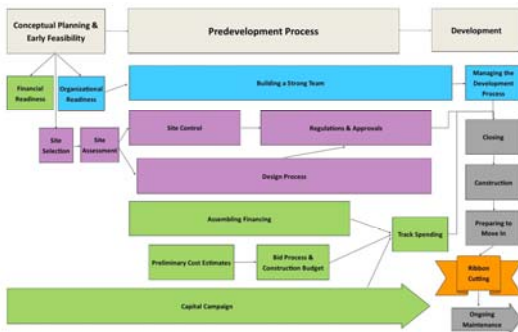 Conceptual Planning &
Early Feasibility
Predevelopment Process
Development
Financial
Readiness
Organizational
Readiness
Building a Strong Team
Managing the
Development
Process
Site
Selection
Site
Assessment
Site Control
Regulations & Approvals
Closing
Design Process
Construction
Assembling Financing
Track Spending
Preparing to
Move In
Preliminary Cost Estimates
Bid Process &
Construction Budget
Ribbon
Cutting
Capital Campaign
Ongoing
Maintenance